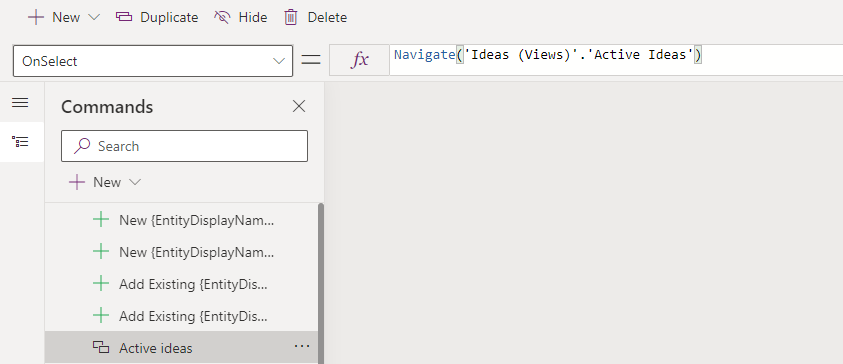 New Duplicate Hide Delete
OnSelect = fx Navigate('Ideas (Views)'.'Active Ideas')
Commands
Search
New
New {EntityDisplayNam...
New {EntityDisplayNam...
Add Existing {EntityDis...
Add Existing {EntityDis...
Active ideas ...